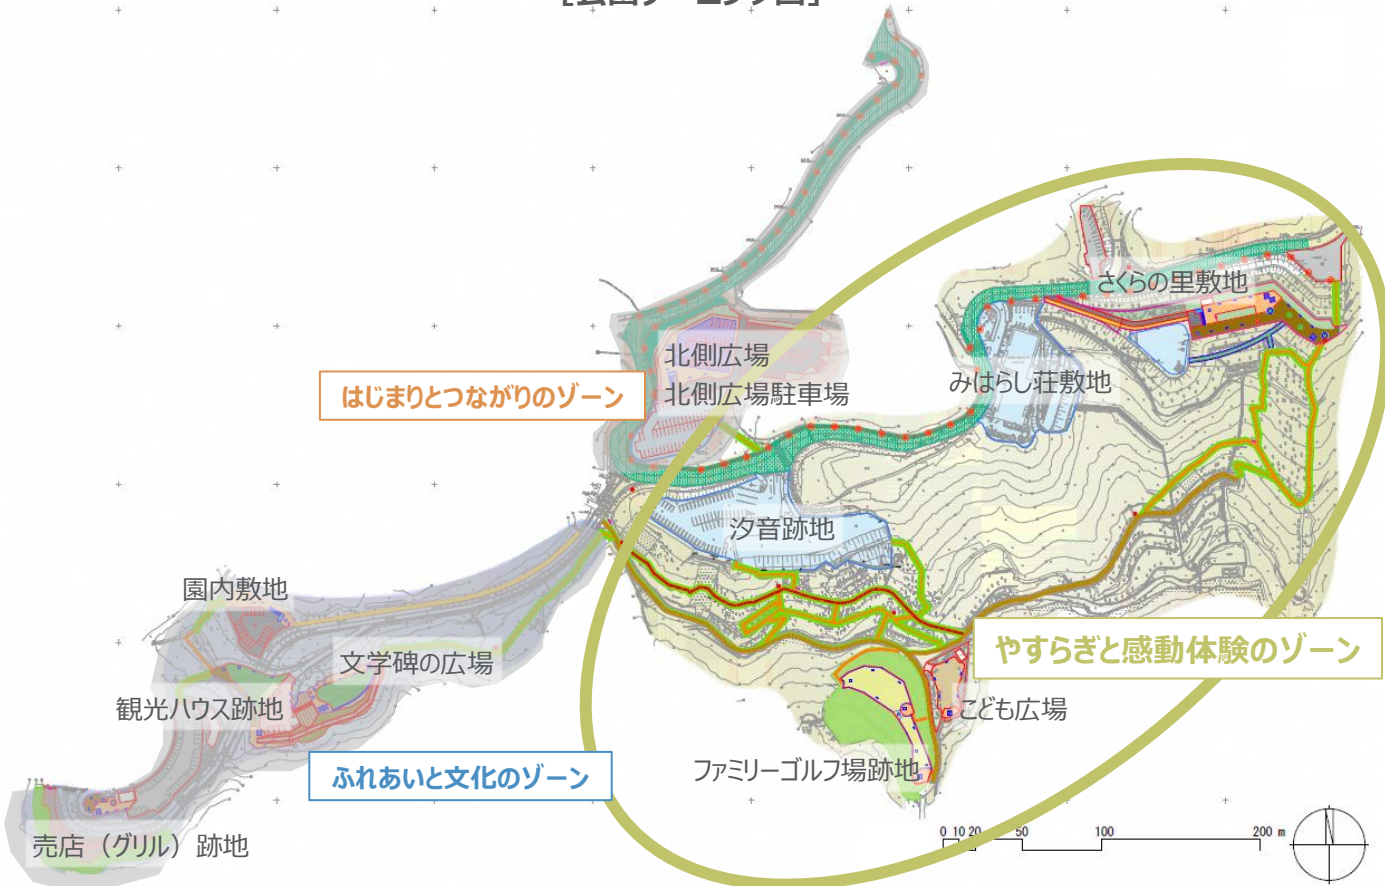 さくらの里敷地
北側広場
北側広場駐車場
みはらし荘敷地
はじまりとつながりのゾーン
汐音跡地
園内敷地
文学碑の広場
やすらぎと感動体験のゾーン
観光ハウス跡地
こども広場
ふれあいと文化のゾーン
ファミリーゴルフ場跡地
売店（グリル）跡地
0 10 20 50 100 200 m